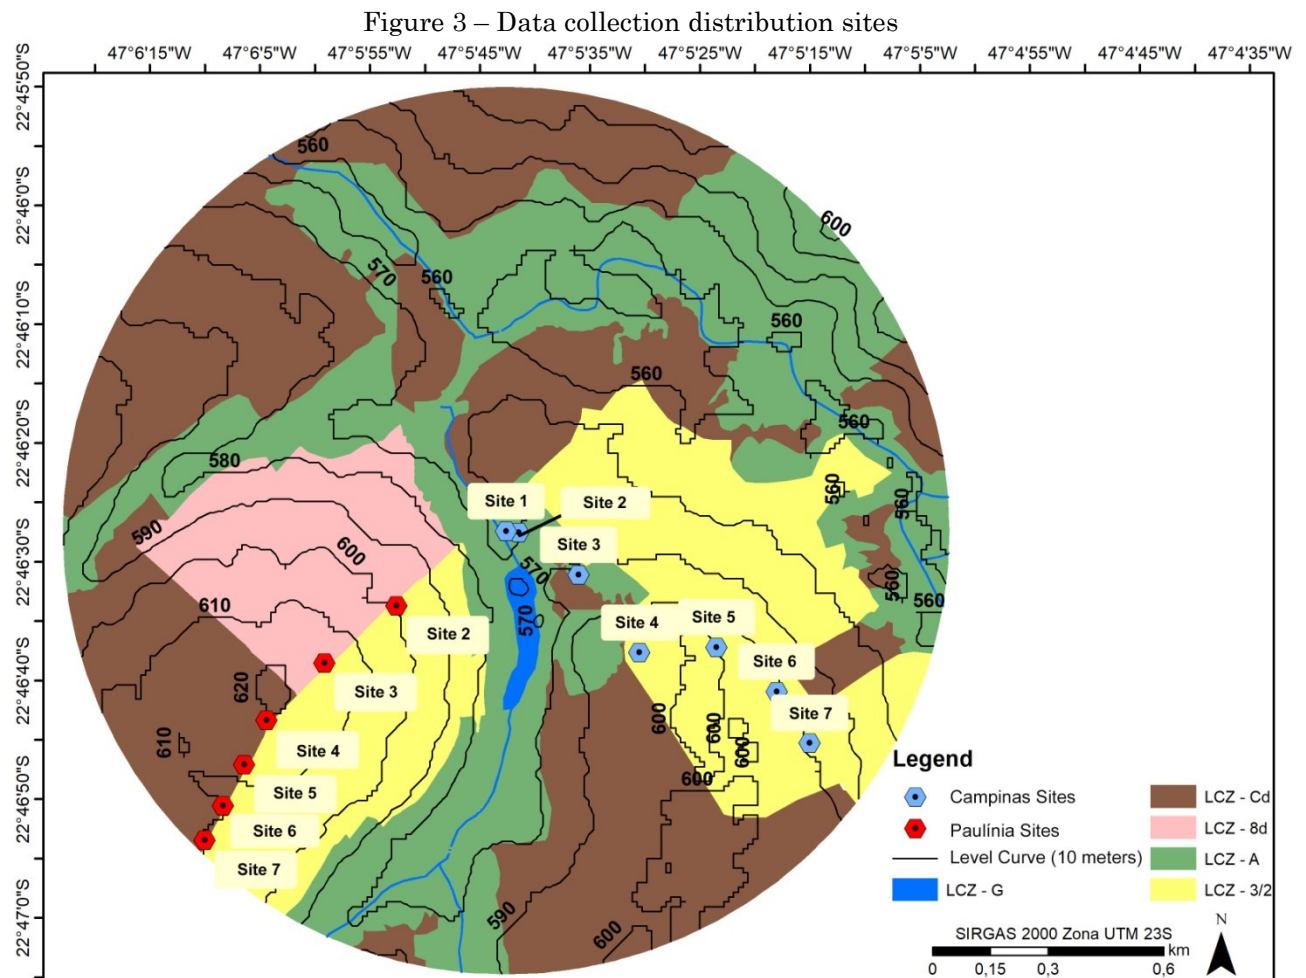 Figure 3 – Data collection distribution sites
47°6'15"W 47°6'5"W 47°5'55"W 47°5'45"W 47°5'35"W 47°5'25"W 47°5'15"W 47°5'5"W 47°4'55"W 47°4'45"W 47°4'35"W
22°45'50"S
22°46'0"S
22°46'10"S
22°46'20"S
22°46'30"S
22°46'40"S
22°46'50"S
22°47'0"S
560
600
570
560
560
560
560
580
560
560
590
600
570
560
560
610
570
620
610
600
600
600
600
590
600
Site 1
Site 2
Site 3
Site 4
Site 5
Site 6
Site 7
Site 2
Site 3
Site 4
Site 5
Site 6
Site 7
Legend
Campinas Sites
Paulínia Sites
Level Curve (10 meters)
LCZ - G
LCZ - Cd
LCZ - 8d
LCZ - A
LCZ - 3/2
N
SIRGAS 2000 Zona UTM 23S
km
0 0,15 0,3 0,6